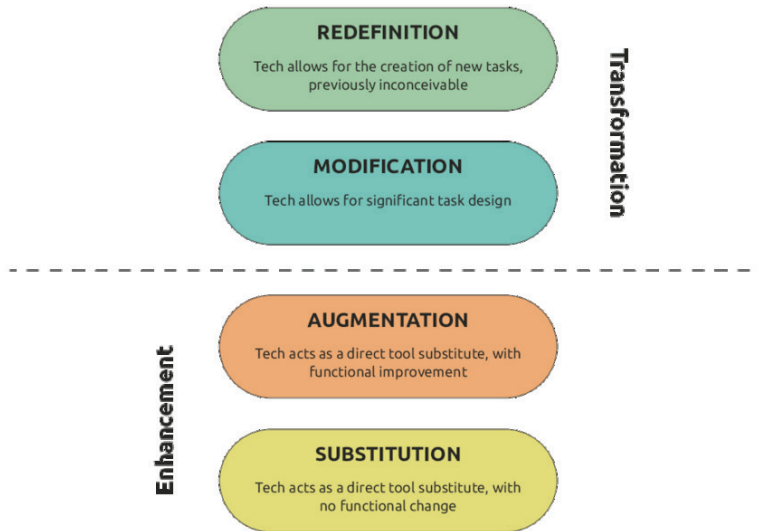 REDEFINITION
Tech allows for the creation of new tasks,
previously inconceivable
Transformation
MODIFICATION
Tech allows for significant task design
AUGMENTATION
Tech acts as a direct tool substitute, with
functional improvement
Enhancement
SUBSTITUTION
Tech acts as a direct tool substitute, with
no functional change